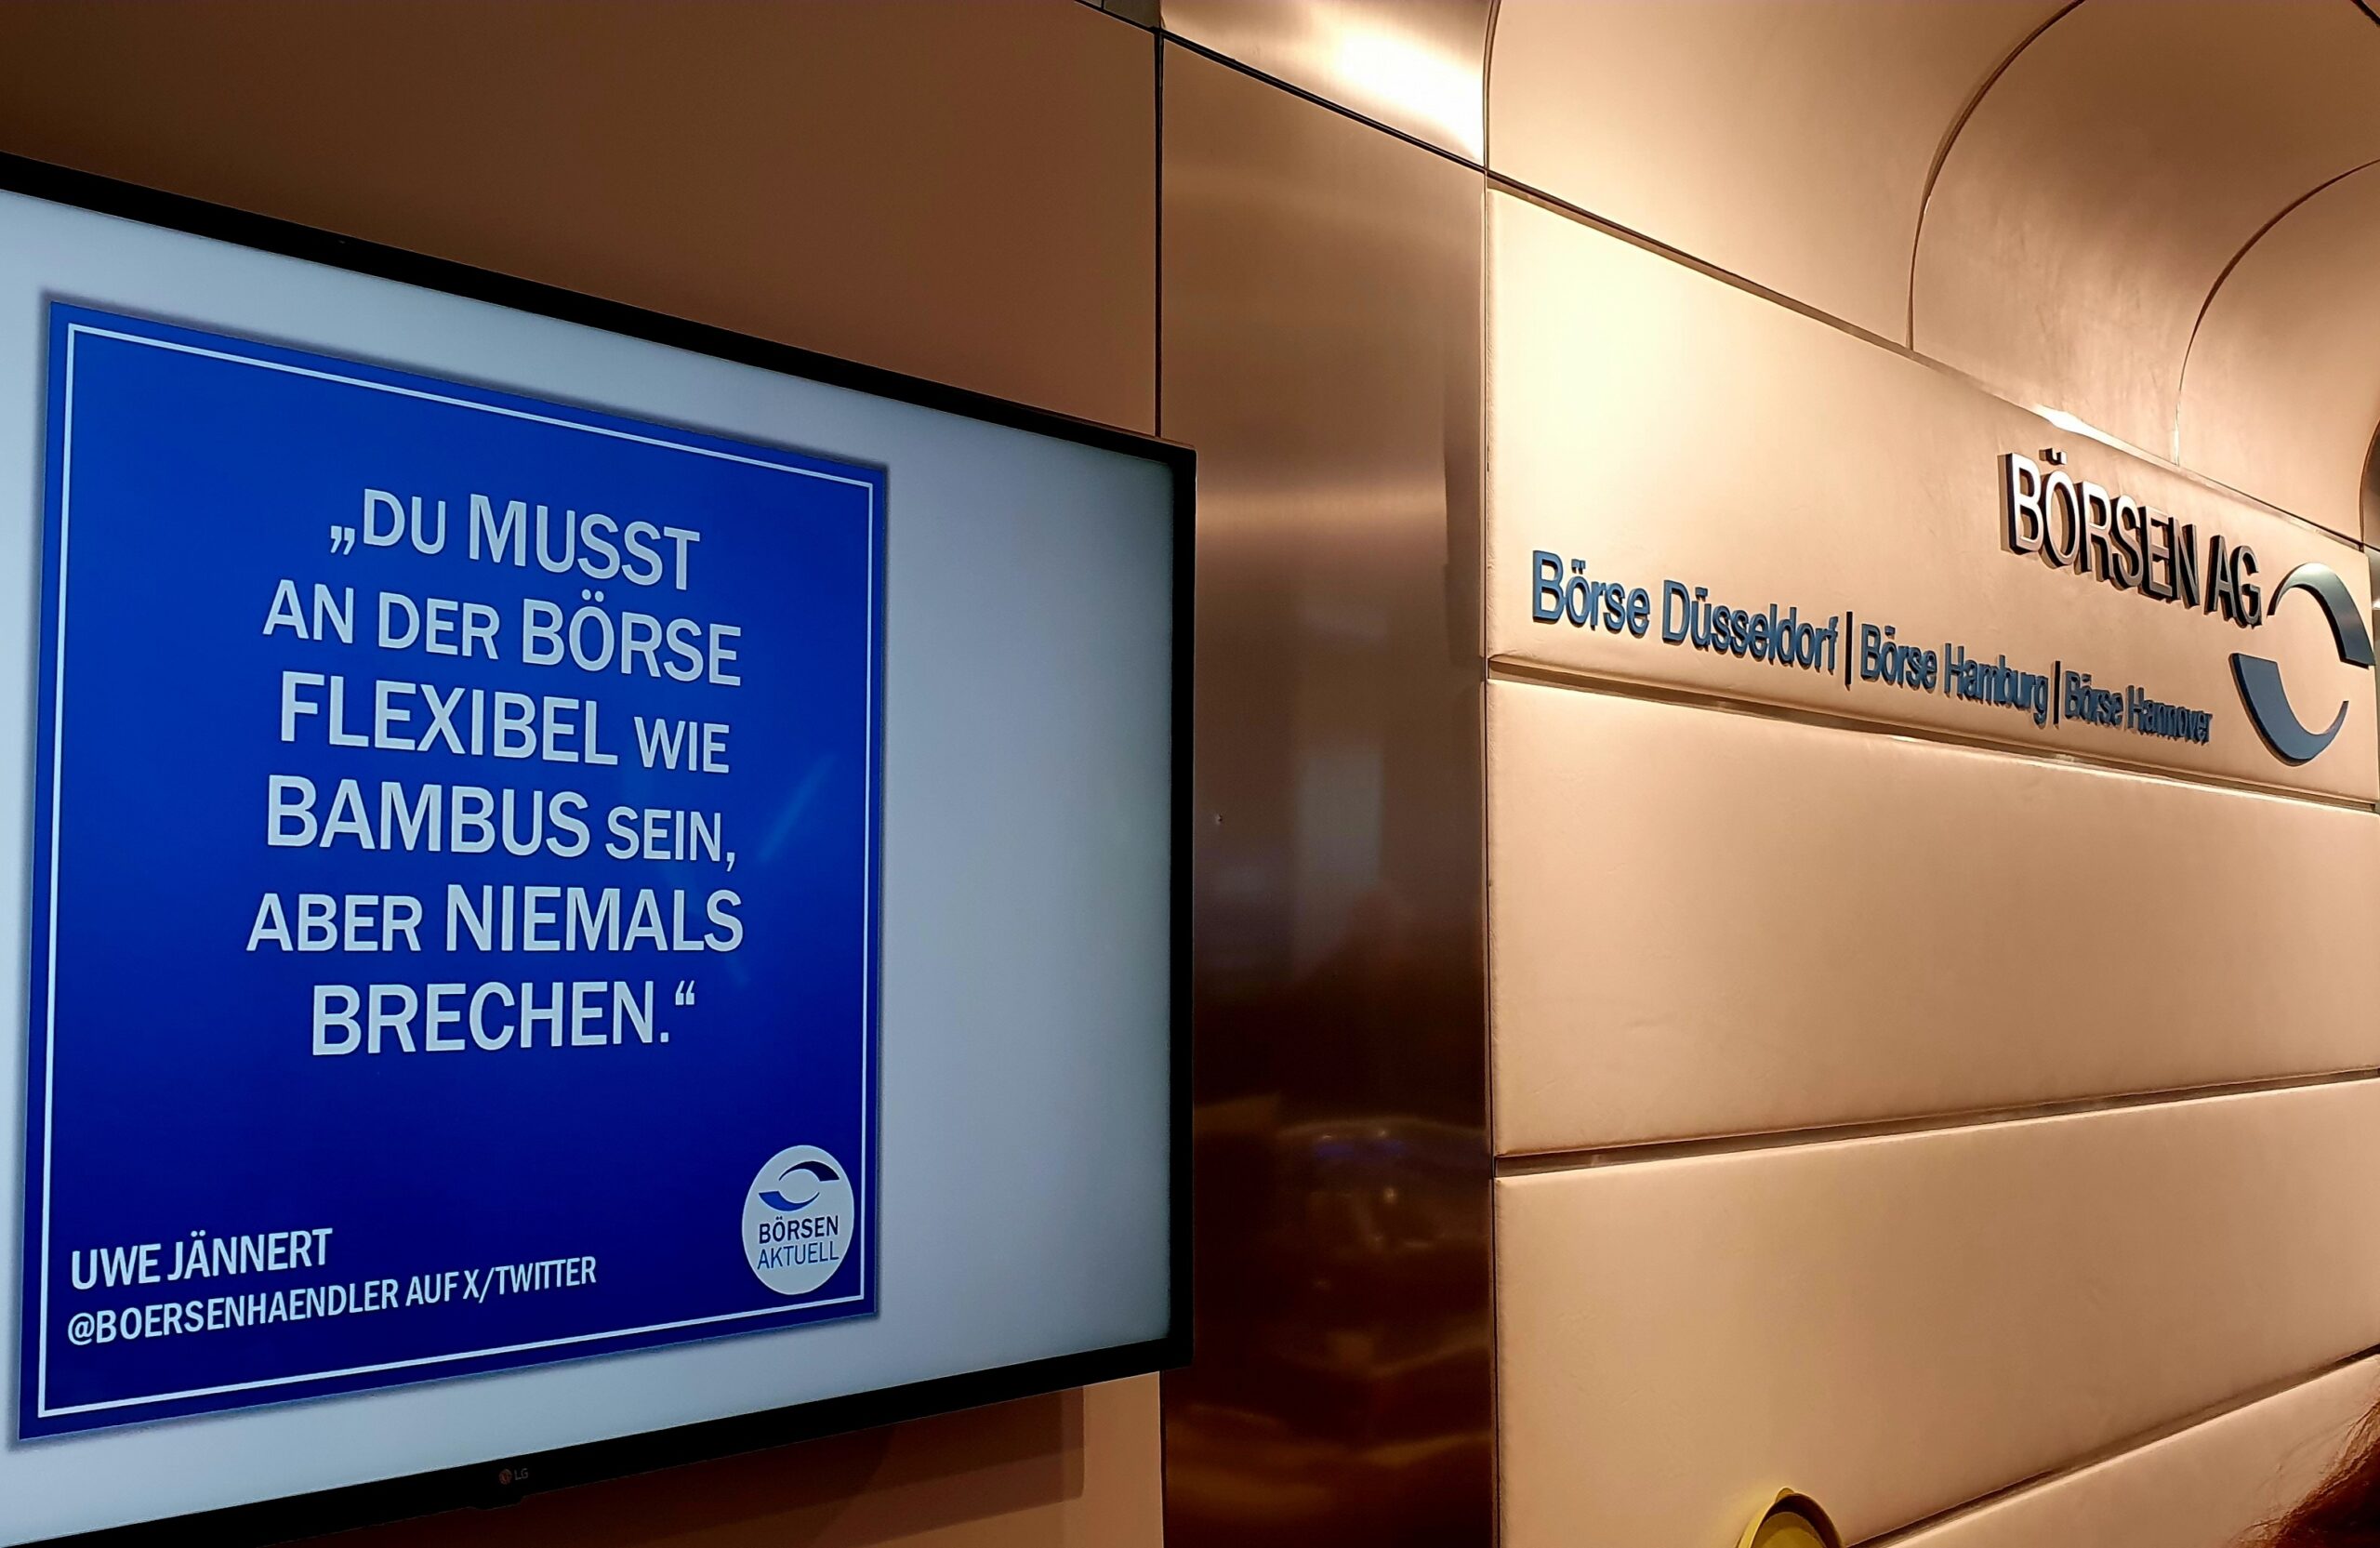 „DU MUSST
AN DER BÖRSE
FLEXIBEL WIE
BAMBUS SEIN,
ABER NIEMALS
BRECHEN.“
UWE JÄNNERT
@BOERSENHAENDLER AUF X/TWITTER
BÖRSEN
AKTUELL
LG
BÖRSEN AG
Börse Düsseldorf | Börse Hamburg | Börse Hannover